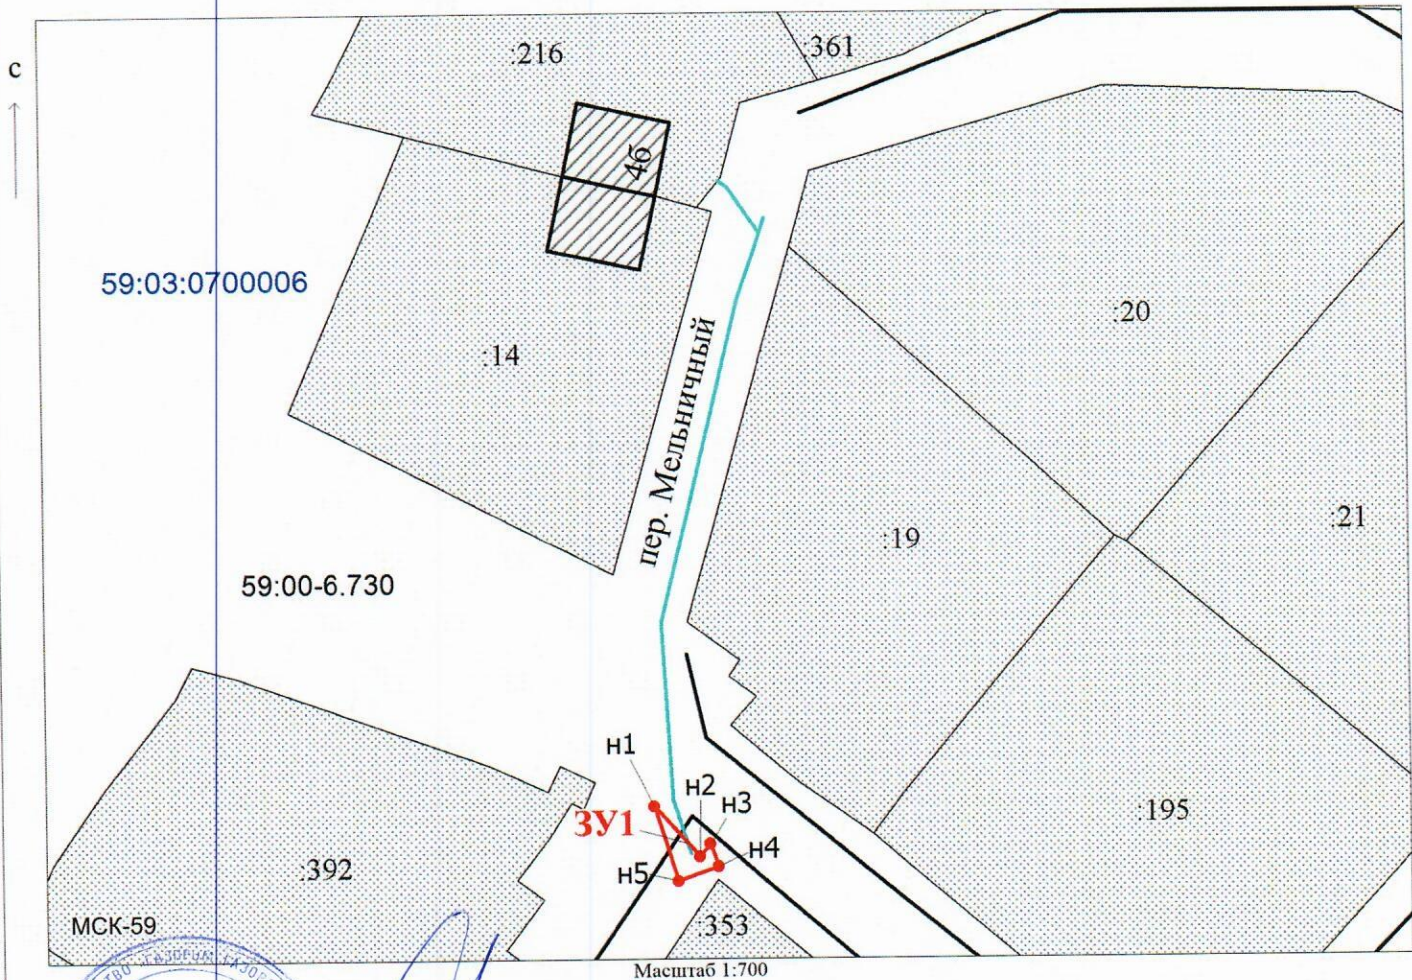 с
:216
:361
4б
59:03:0700006
:20
:14
пер. Мельничный
:19
:21
59:00-6.730
н1
н2
н3
ЗУ1
:195
н4
н5
:392
:353
МСК-59
Масштаб 1:700